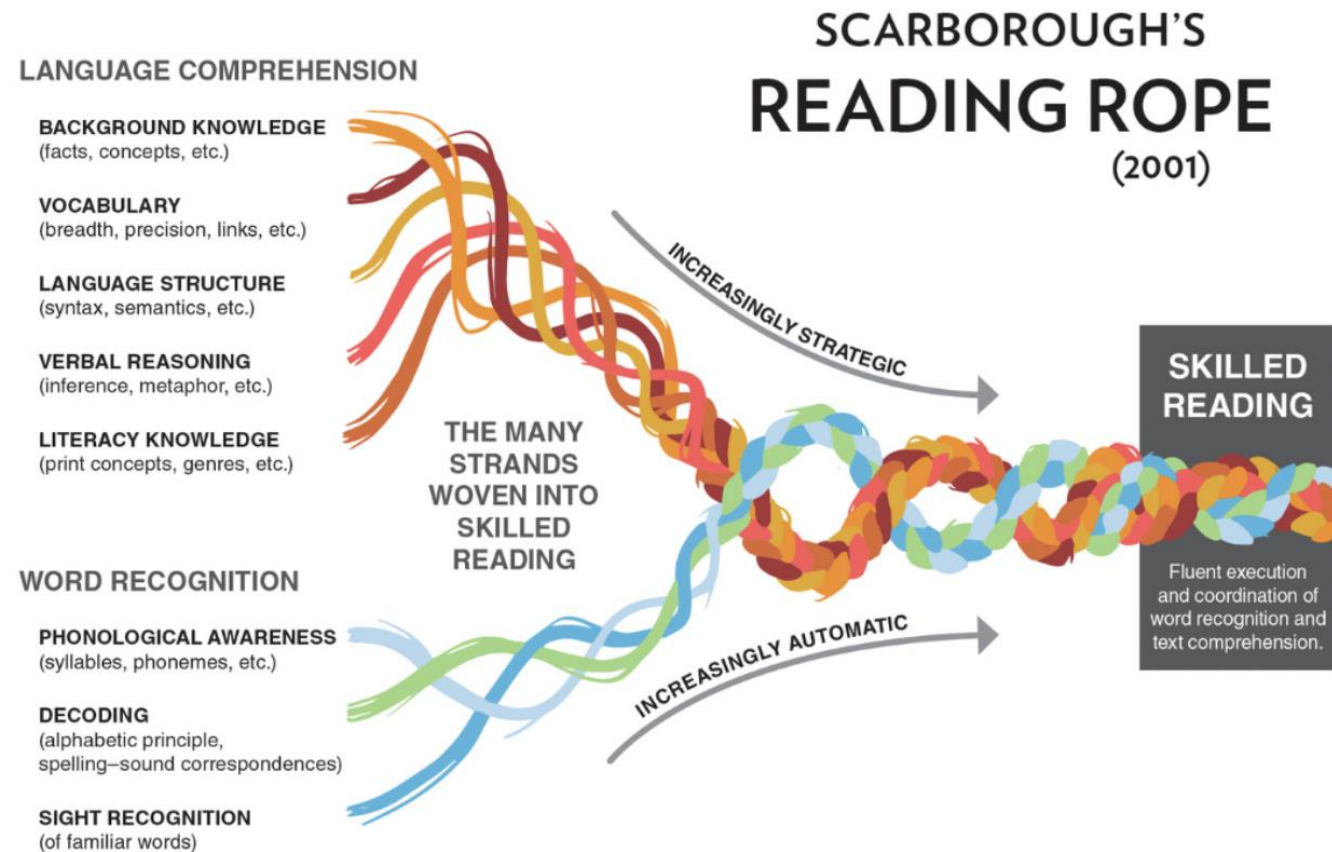 SCARBOROUGH'S
READING ROPE
(2001)
LANGUAGE COMPREHENSION
BACKGROUND KNOWLEDGE
(facts, concepts, etc.)
VOCABULARY
(breadth, precision, links, etc.)
LANGUAGE STRUCTURE
(syntax, semantics, etc.)
VERBAL REASONING
(inference, metaphor, etc.)
LITERACY KNOWLEDGE
(print concepts, genres, etc.)
WORD RECOGNITION
PHONOLOGICAL AWARENESS
(syllables, phonemes, etc.)
DECODING
(alphabetic principle,
spelling–sound correspondences)
SIGHT RECOGNITION
(of familiar words)
THE MANY
STRANDS
WOVEN INTO
SKILLED
READING
INCREASINGLY STRATEGIC
INCREASINGLY AUTOMATIC
SKILLED
READING
Fluent execution
and coordination of
word recognition and
text comprehension.